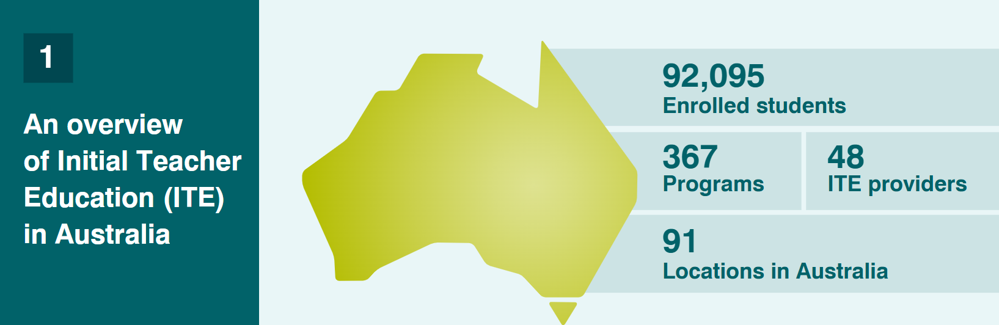 1
An overview
of Initial Teacher
Education (ITE)
in Australia
92,095
Enrolled students
367
Programs
48
ITE providers
91
Locations in Australia